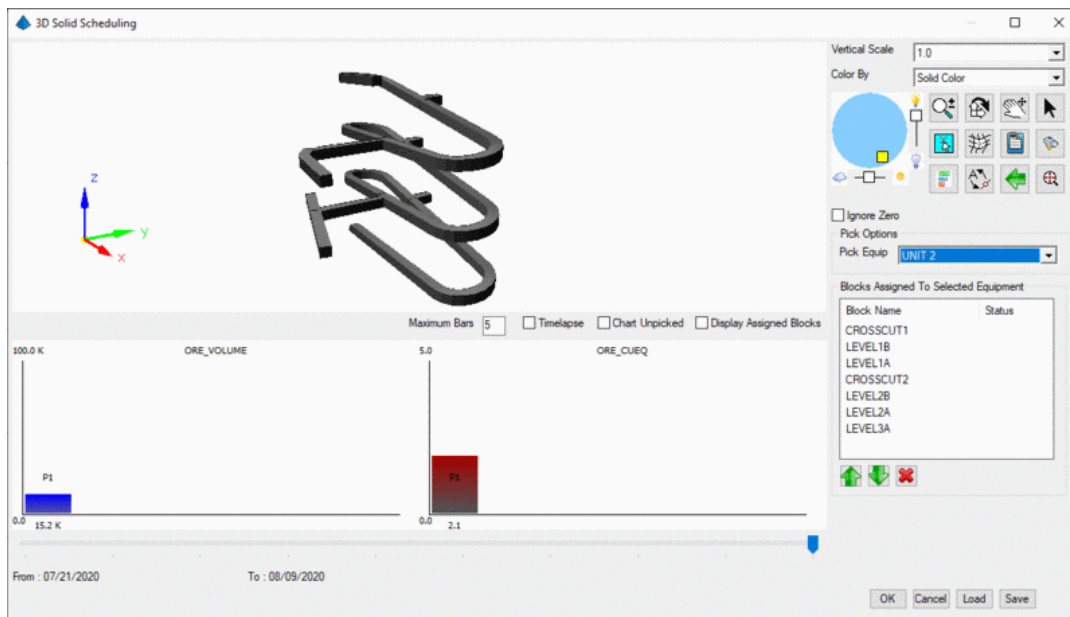 3D Solid Scheduling
Vertical Scale 1.0
Color By Solid Color
z
y
x
Ignore Zero
Pick Options
Pick Equip UNIT 2
Blocks Assigned To Selected Equipment
Block Name Status
CROSSCUT1
LEVEL1B
LEVEL1A
CROSSCUT2
LEVEL2B
LEVEL2A
LEVEL3A
Maximum Bars 5 Timelapse Chart Unpicked Display Assigned Blocks
100.0 K ORE_VOLUME 5.0 ORE_CUEQ
P1 P1
0.0 15.2 K 0.0 2.1
From : 07/21/2020 To : 08/09/2020
OK Cancel Load Save